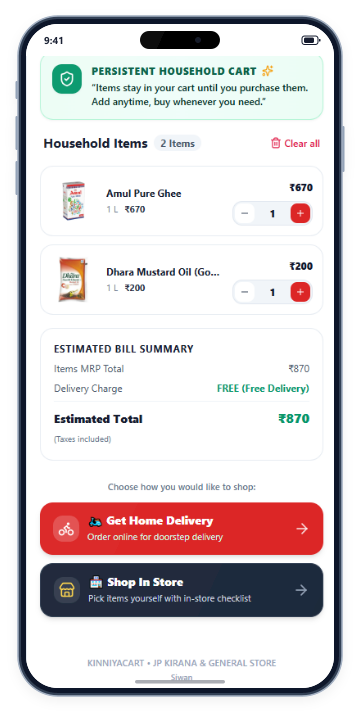 9:41
PERSISTENT HOUSEHOLD CART ✨
"Items stay in your cart until you purchase them.
Add anytime, buy whenever you need."
Household Items 2 Items Clear all
Amul Pure Ghee ₹670
1 L ₹670 − 1 +
Dhara Mustard Oil (Go... ₹200
1 L ₹200 − 1 +
ESTIMATED BILL SUMMARY
Items MRP Total ₹870
Delivery Charge FREE (Free Delivery)
Estimated Total ₹870
(Taxes included)
Choose how you would like to shop:
🛵 Get Home Delivery →
Order online for doorstep delivery
🏪 Shop In Store →
Pick items yourself with in-store checklist
KINNIYACART • JP KIRANA & GENERAL STORE
Siwan